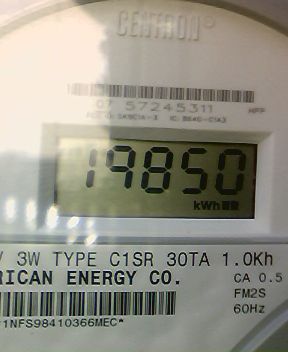 CENTRON®
07 57245311
19850
kWh
V 3W TYPE C1SR 30TA 1.0Kh
RICAN ENERGY CO.
CA 0.5
FM2S
60Hz
*1NFS98410366MEC*